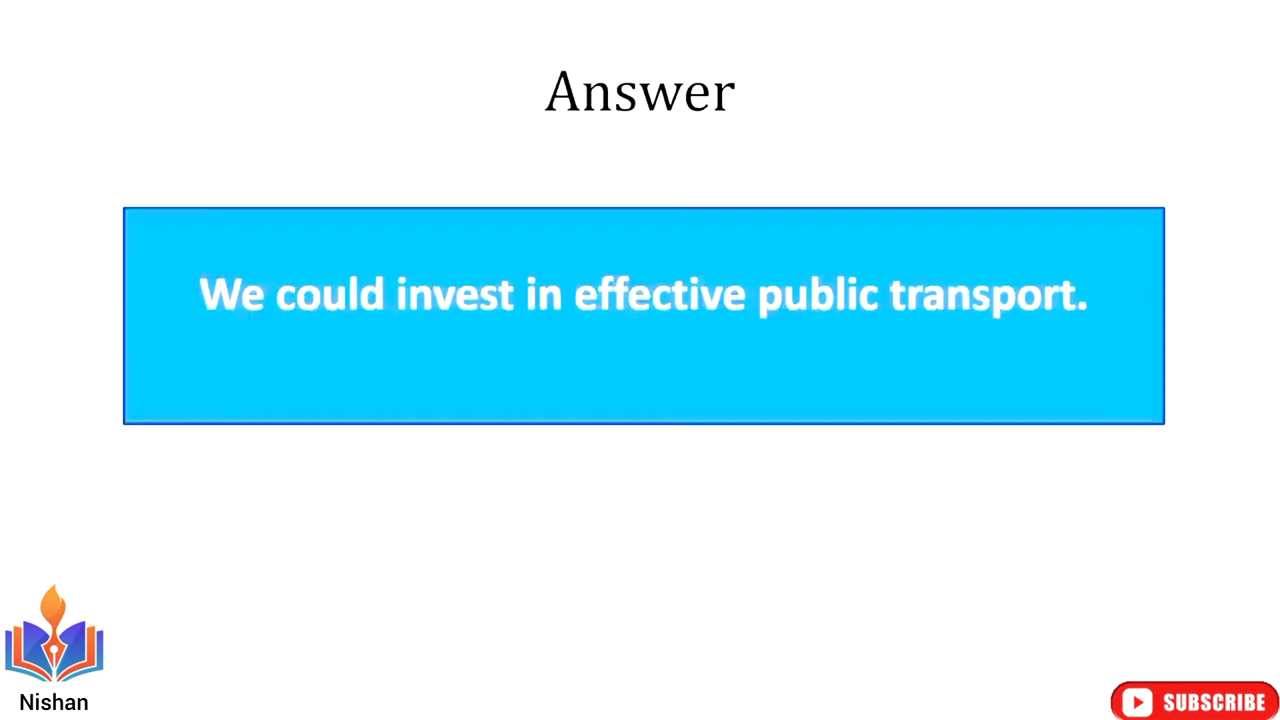 Answer
We could invest in effective public transport.
Nishan
SUBSCRIBE